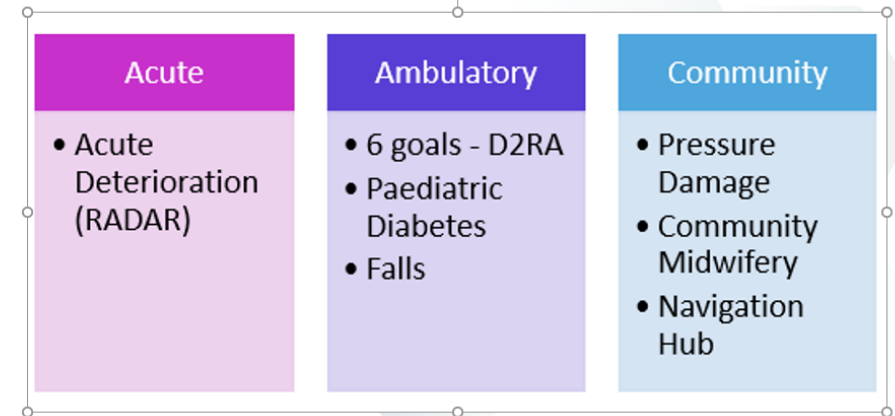 Acute
• Acute
Deterioration
(RADAR)
Ambulatory
• 6 goals - D2RA
• Paediatric
Diabetes
• Falls
Community
• Pressure
Damage
• Community
Midwifery
• Navigation
Hub